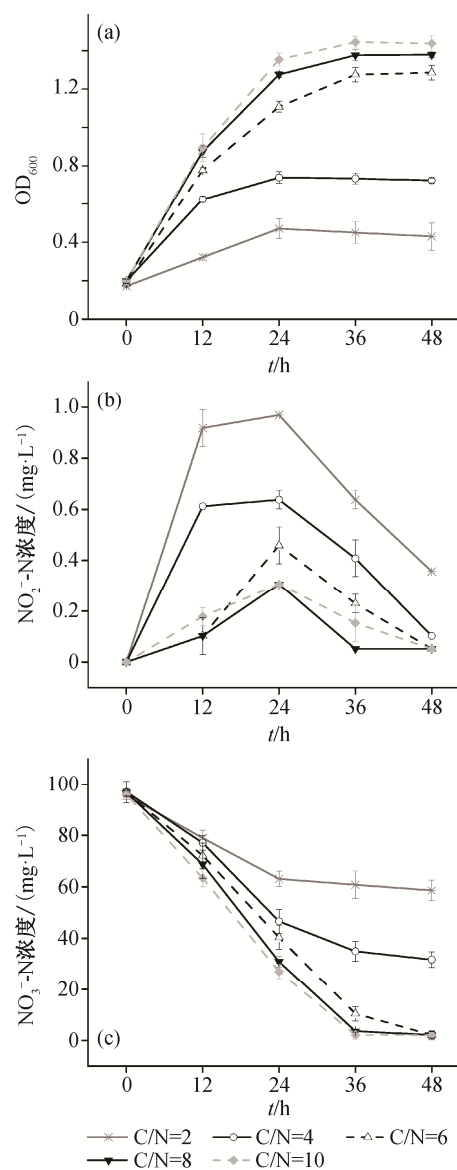 (a)
1.2
0.8
0.4
0
OD₆₀₀
0 12 24 36 48
t/h
(b)
1.0
0.8
0.6
0.4
0.2
0
NO₂⁻-N浓度/(mg·L⁻¹)
0 12 24 36 48
t/h
100
80
60
40
20
0
NO₃⁻-N浓度/(mg·L⁻¹)
(c)
0 12 24 36 48
t/h
C/N=2 C/N=4 C/N=6
C/N=8 C/N=10